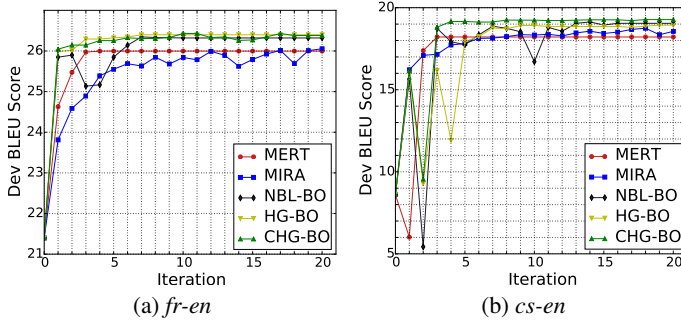 Dev BLEU Score
26
25
24
23
22
21
0
5
10
15
20
Iteration
MERT
MIRA
NBL-BO
HG-BO
CHG-BO
(a) fr-en
Dev BLEU Score
20
15
10
5
0
5
10
15
20
Iteration
MERT
MIRA
NBL-BO
HG-BO
CHG-BO
(b) cs-en